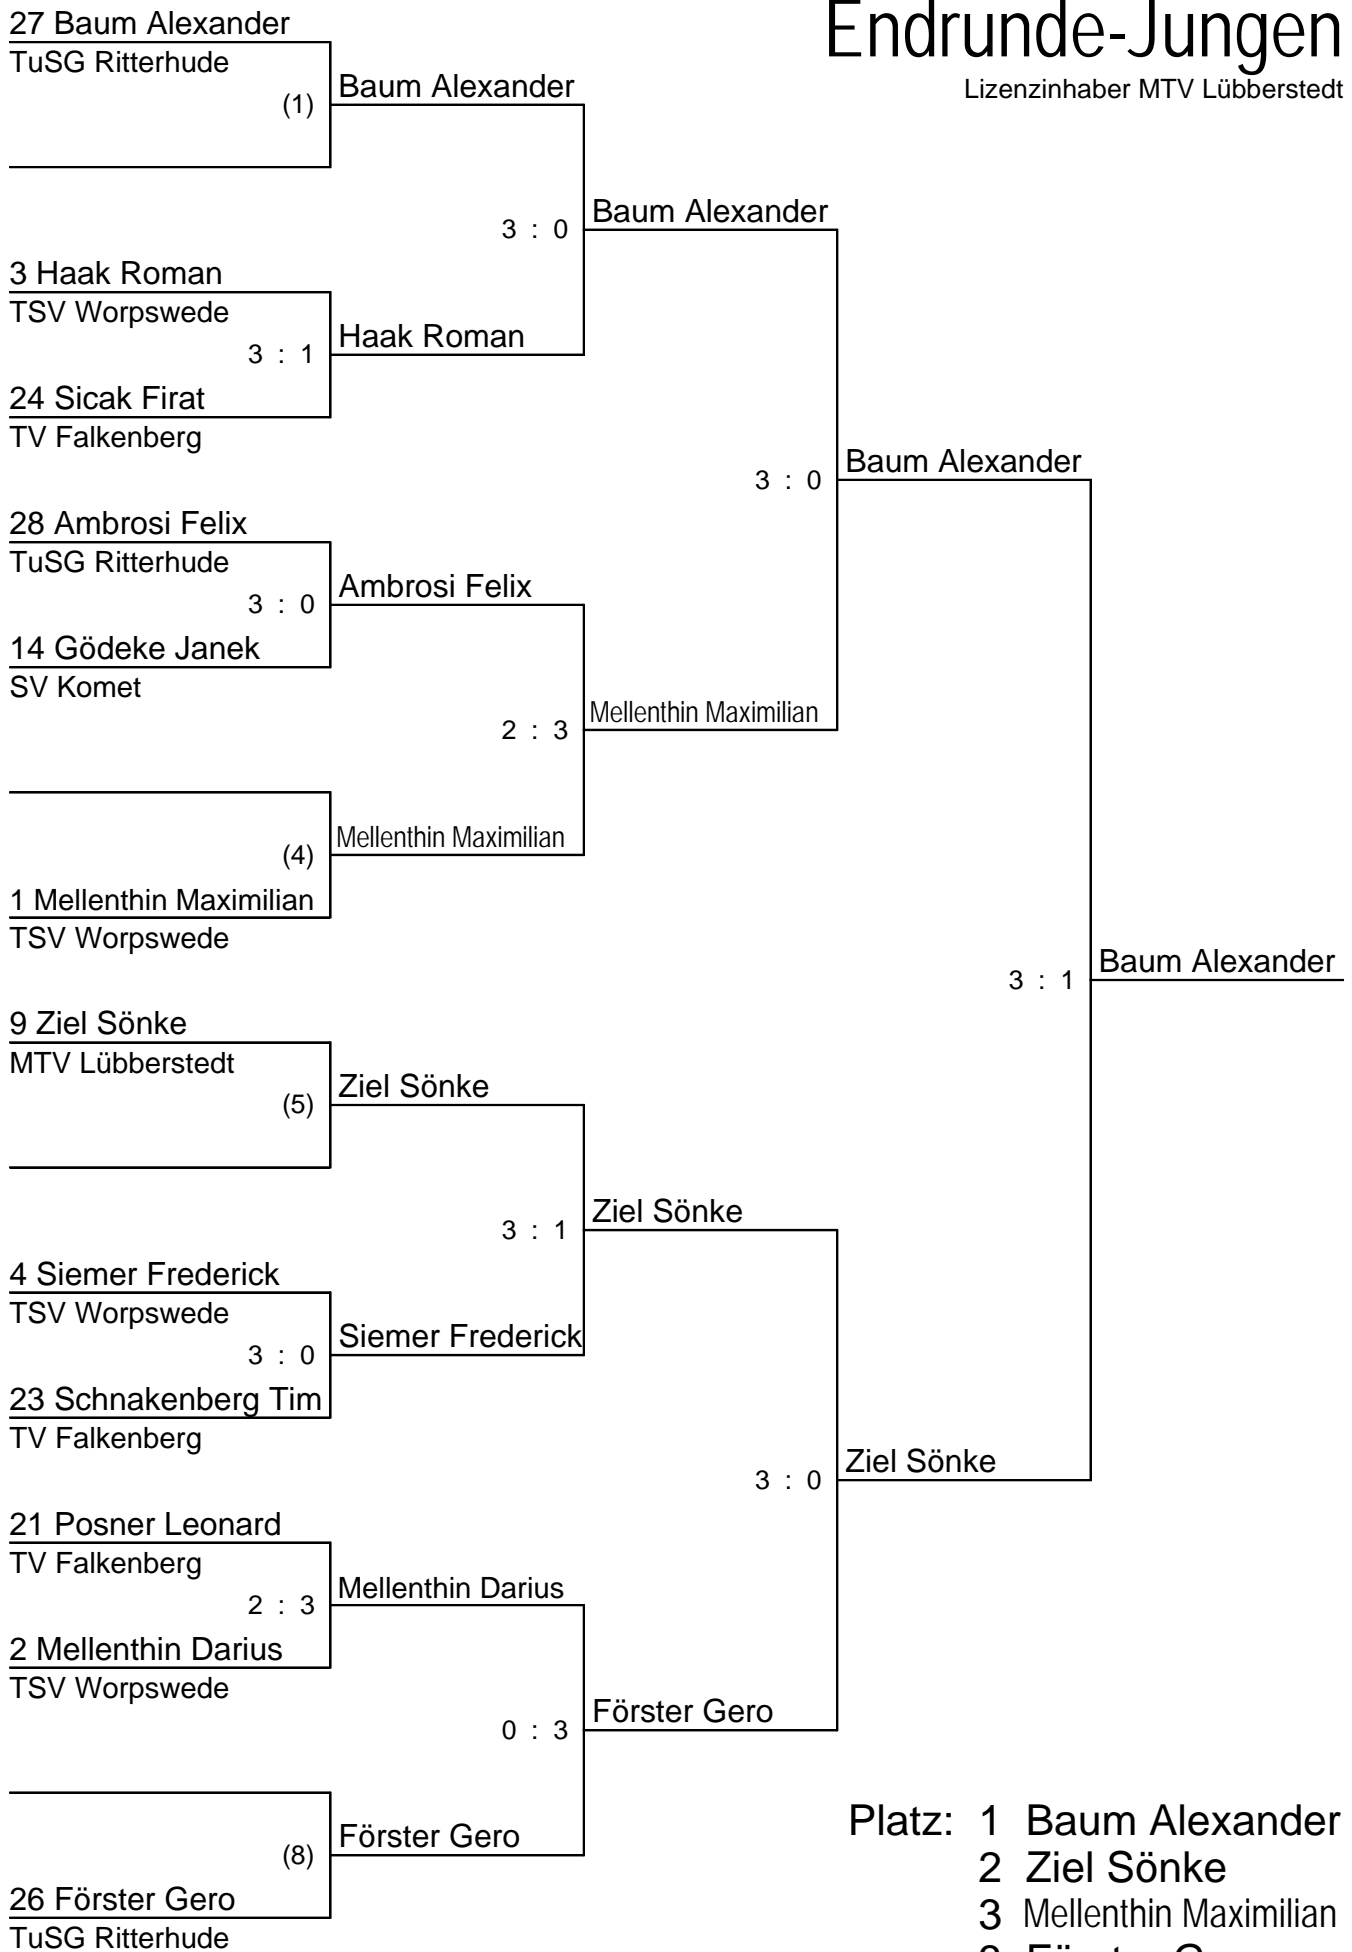 Endrunde-Jungen
Lizenzinhaber MTV Lübberstedt
27 Baum Alexander
TuSG Ritterhude
(1)
Baum Alexander
3 : 0
Baum Alexander
3 Haak Roman
TSV Worpswede
3 : 1
Haak Roman
24 Sicak Firat
TV Falkenberg
3 : 0
Baum Alexander
28 Ambrosi Felix
TuSG Ritterhude
3 : 0
Ambrosi Felix
14 Gödeke Janek
SV Komet
2 : 3
Mellenthin Maximilian
(4)
Mellenthin Maximilian
1 Mellenthin Maximilian
TSV Worpswede
3 : 1
Baum Alexander
9 Ziel Sönke
MTV Lübberstedt
(5)
Ziel Sönke
3 : 1
Ziel Sönke
4 Siemer Frederick
TSV Worpswede
3 : 0
Siemer Frederick
23 Schnakenberg Tim
TV Falkenberg
3 : 0
Ziel Sönke
21 Posner Leonard
TV Falkenberg
2 : 3
Mellenthin Darius
2 Mellenthin Darius
TSV Worpswede
0 : 3
Förster Gero
(8)
Förster Gero
26 Förster Gero
TuSG Ritterhude
Platz: 1 Baum Alexander
2 Ziel Sönke
3 Mellenthin Maximilian